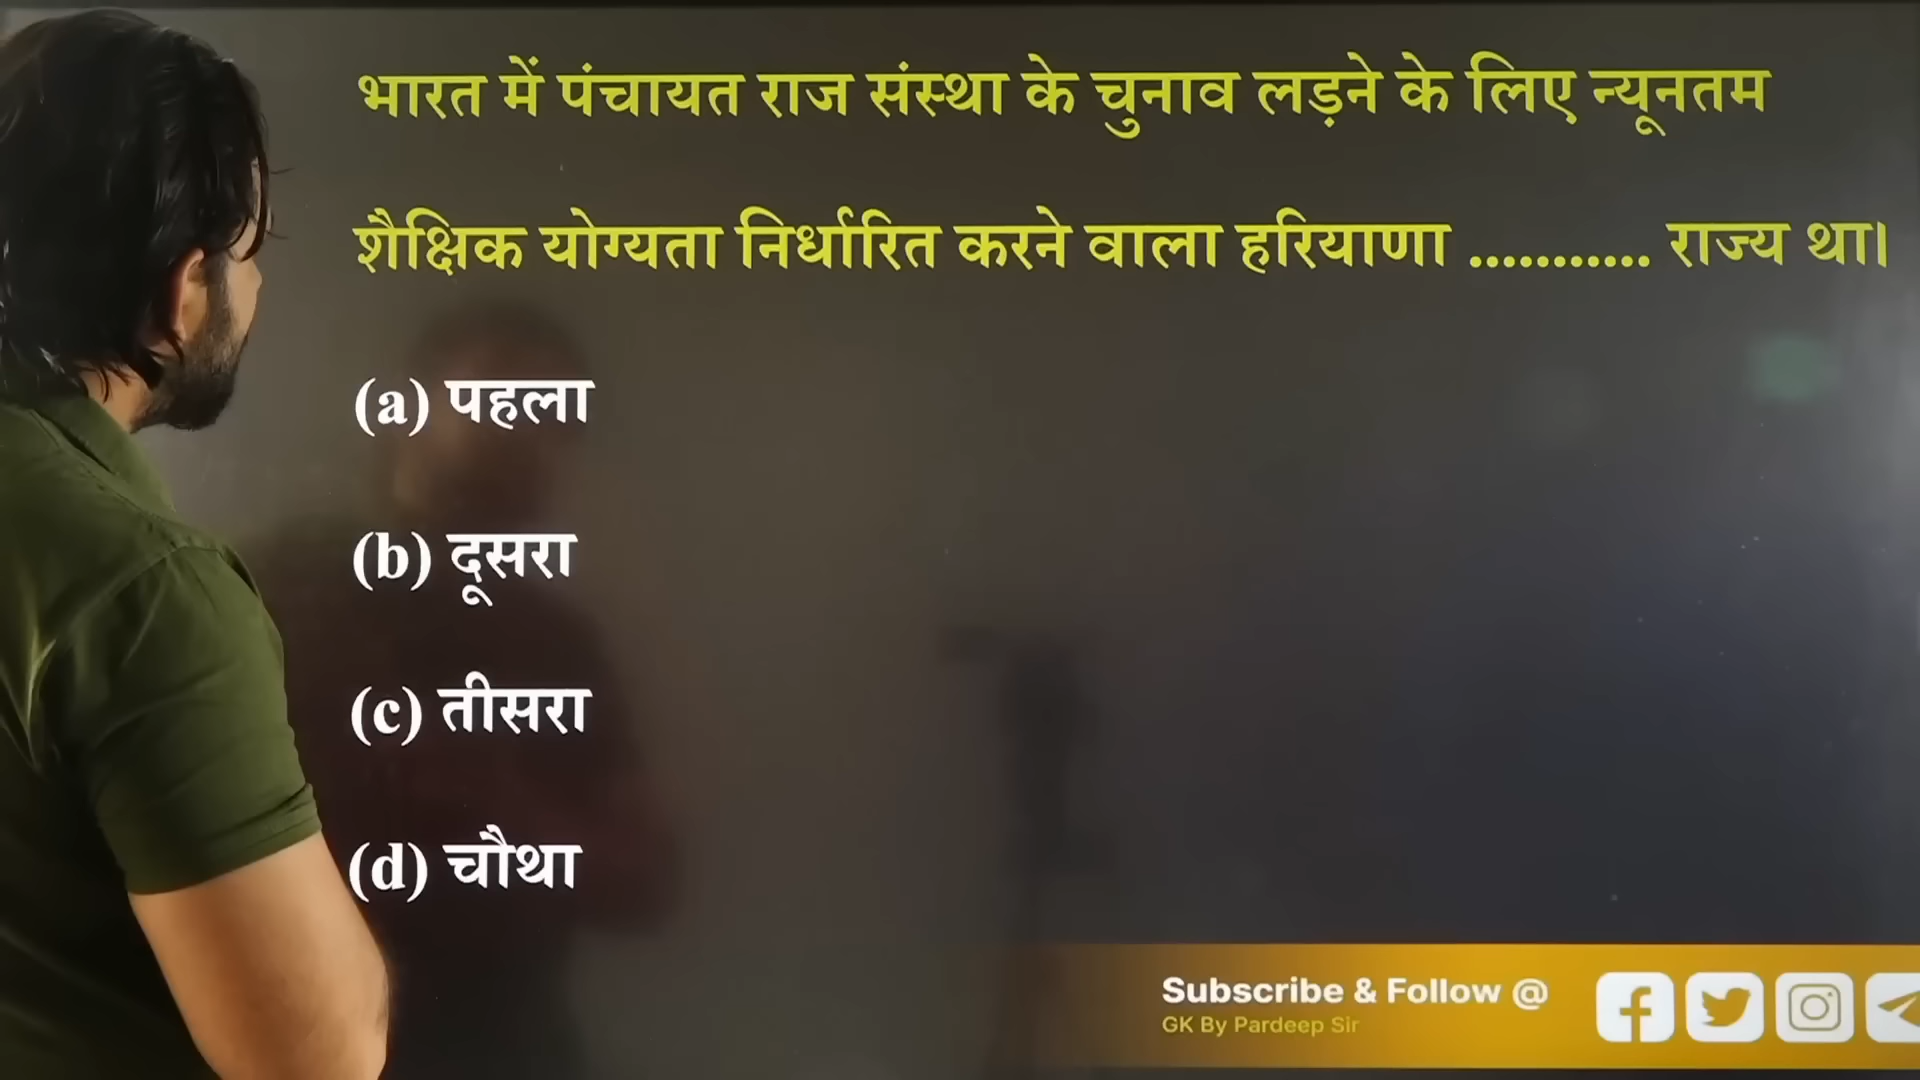 भारत में पंचायत राज संस्था के चुनाव लड़ने के लिए न्यूनतम
शैक्षिक योग्यता निर्धारित करने वाला हरियाणा ........... राज्य था।
(a) पहला
(b) दूसरा
(c) तीसरा
(d) चौथा
Subscribe & Follow @
GK By Pardeep Sir